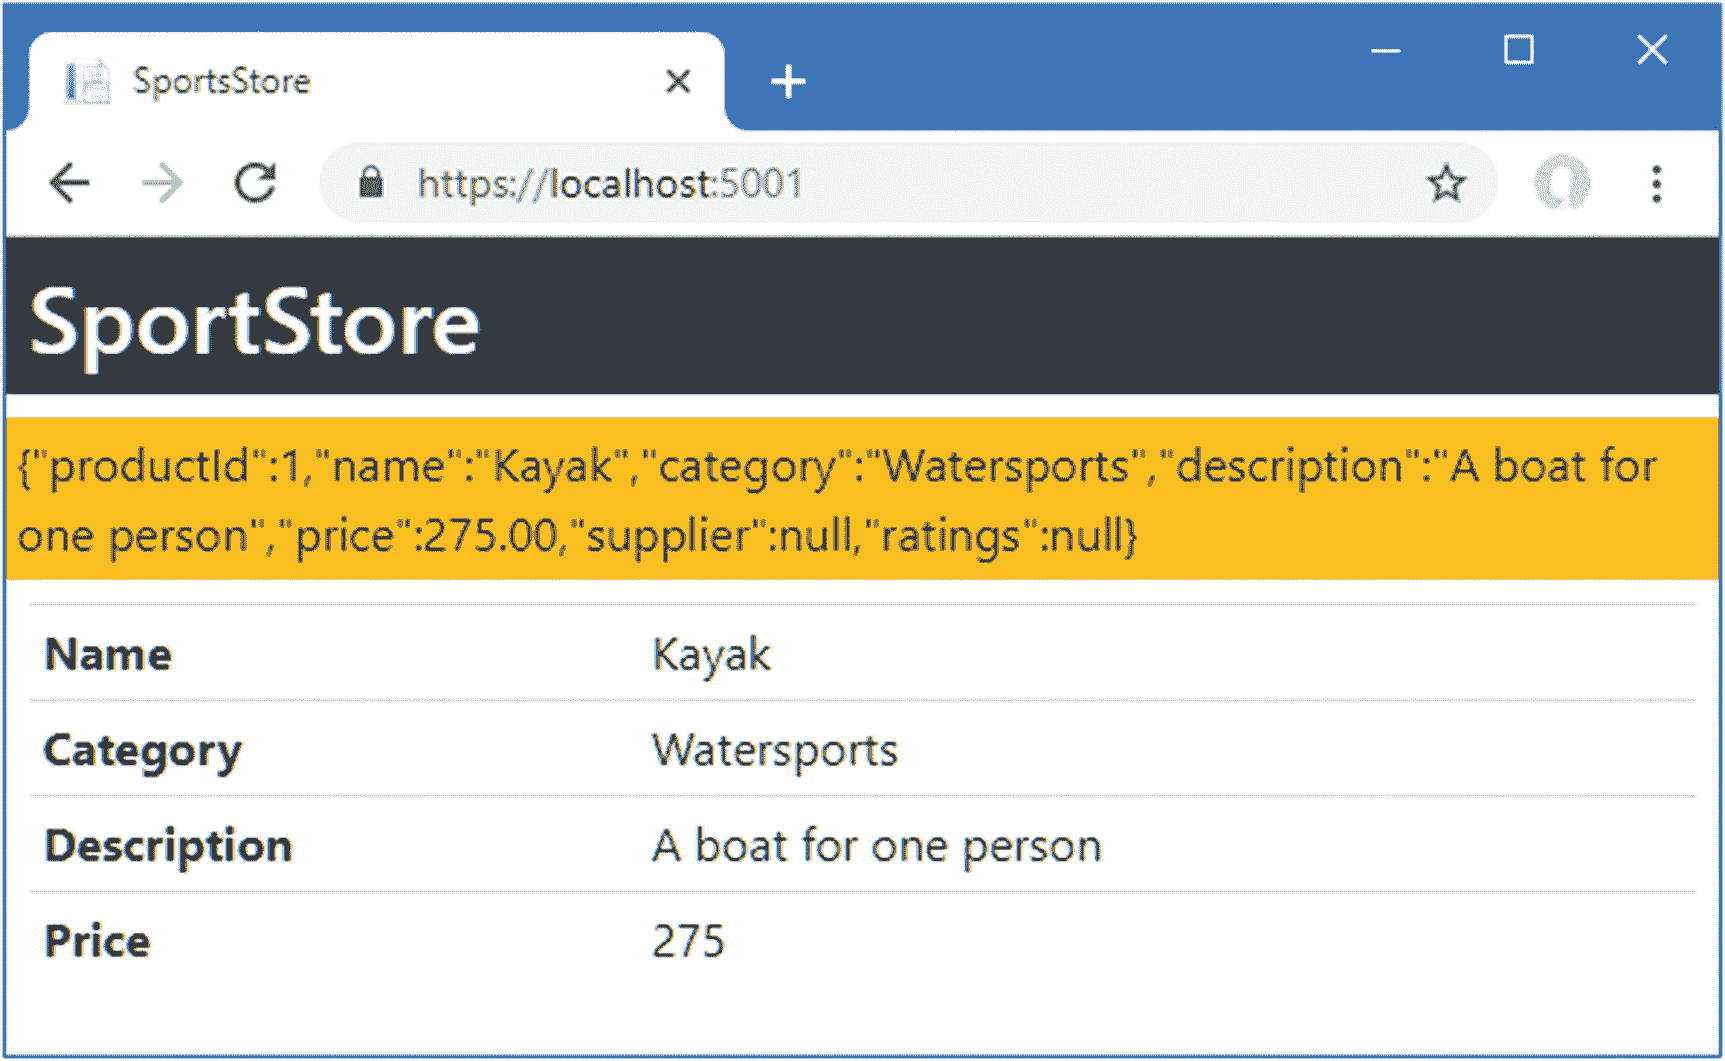 SportsStore
https://localhost:5001
SportStore
{"productId":1,"name":"Kayak","category":"Watersports","description":"A boat for
one person","price":275.00,"supplier":null,"ratings":null}
Name Kayak
Category Watersports
Description A boat for one person
Price 275